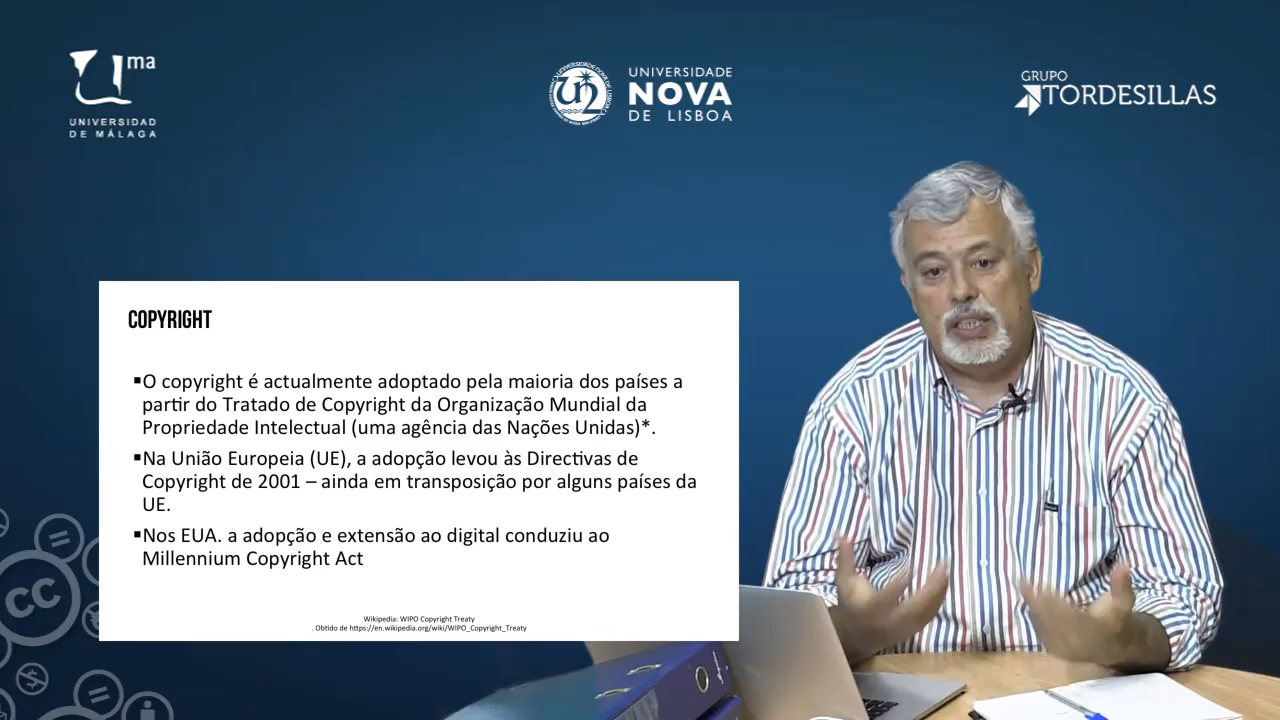 uma
UNIVERSIDAD
DE MÁLAGA
UNIVERSIDADE
NOVA
DE LISBOA
GRUPO
TORDESILLAS
COPYRIGHT
▪O copyright é actualmente adoptado pela maioria dos países a
partir do Tratado de Copyright da Organização Mundial da
Propriedade Intelectual (uma agência das Nações Unidas)*.
▪Na União Europeia (UE), a adopção levou às Directivas de
Copyright de 2001 – ainda em transposição por alguns países da
UE.
▪Nos EUA. a adopção e extensão ao digital conduziu ao
Millennium Copyright Act
Wikipedia: WIPO Copyright Treaty
. Obtido de https://en.wikipedia.org/wiki/WIPO_Copyright_Treaty
cc